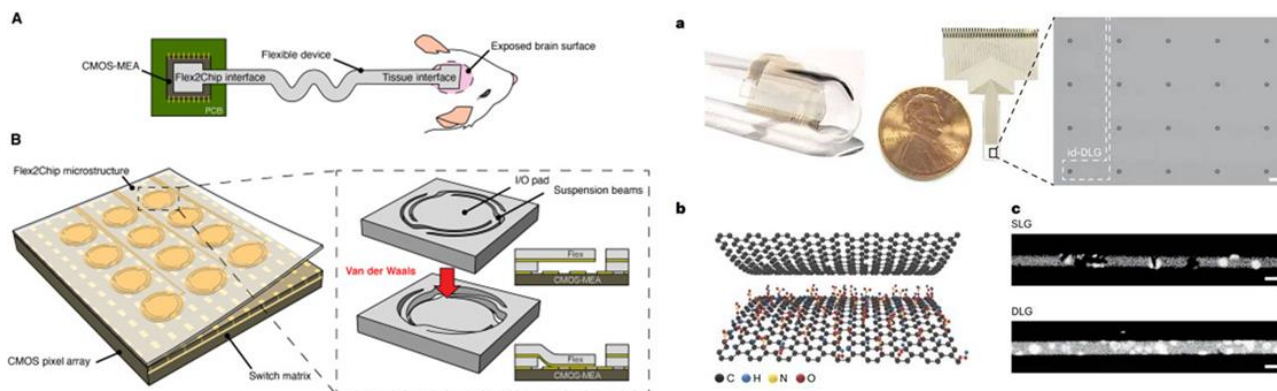 A
CMOS-MEA
Flex2Chip interface
PCB
Flexible device
Tissue interface
Exposed brain surface
B
Flex2Chip microstructure
CMOS pixel array
Switch matrix
I/O pad
Suspension beams
Van der Waals
Flex
CMOS-MEA
Flex
CMOS-MEA
a
id-DLG
b
C H N O
c
SLG
DLG